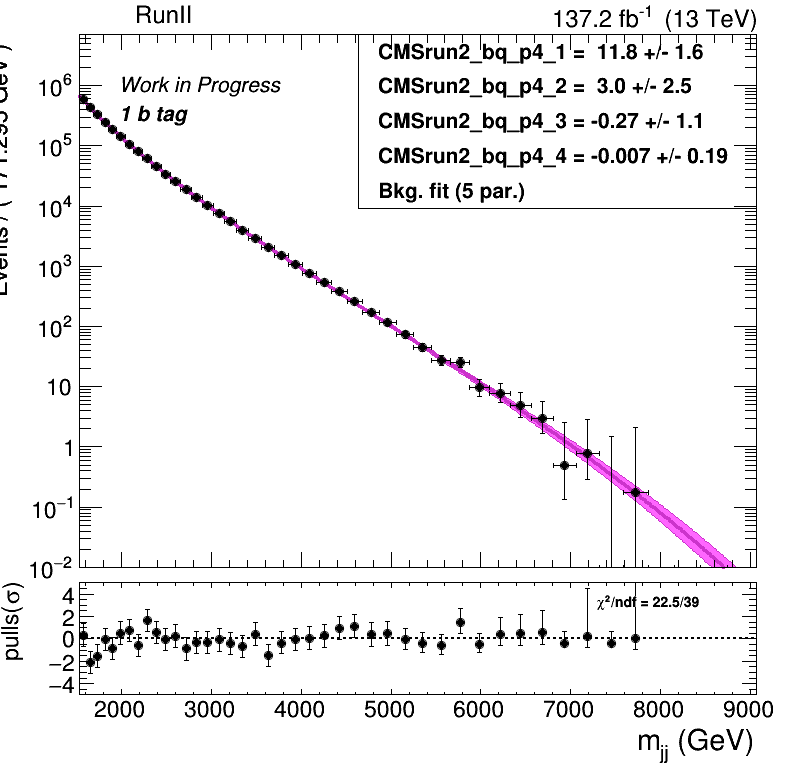 RunII 137.2 fb⁻¹ (13 TeV)
CMSrun2_bq_p4_1 = 11.8 +/- 1.6
CMSrun2_bq_p4_2 = 3.0 +/- 2.5
CMSrun2_bq_p4_3 = -0.27 +/- 1.1
CMSrun2_bq_p4_4 = -0.007 +/- 0.19
Bkg. fit (5 par.)
Work in Progress
1 b tag
10⁶
10⁵
10⁴
10³
10²
10
1
10⁻¹
10⁻²
χ²/ndf = 22.5/39
pulls(σ)
4
2
0
−2
−4
2000 3000 4000 5000 6000 7000 8000 9000
m_jj (GeV)